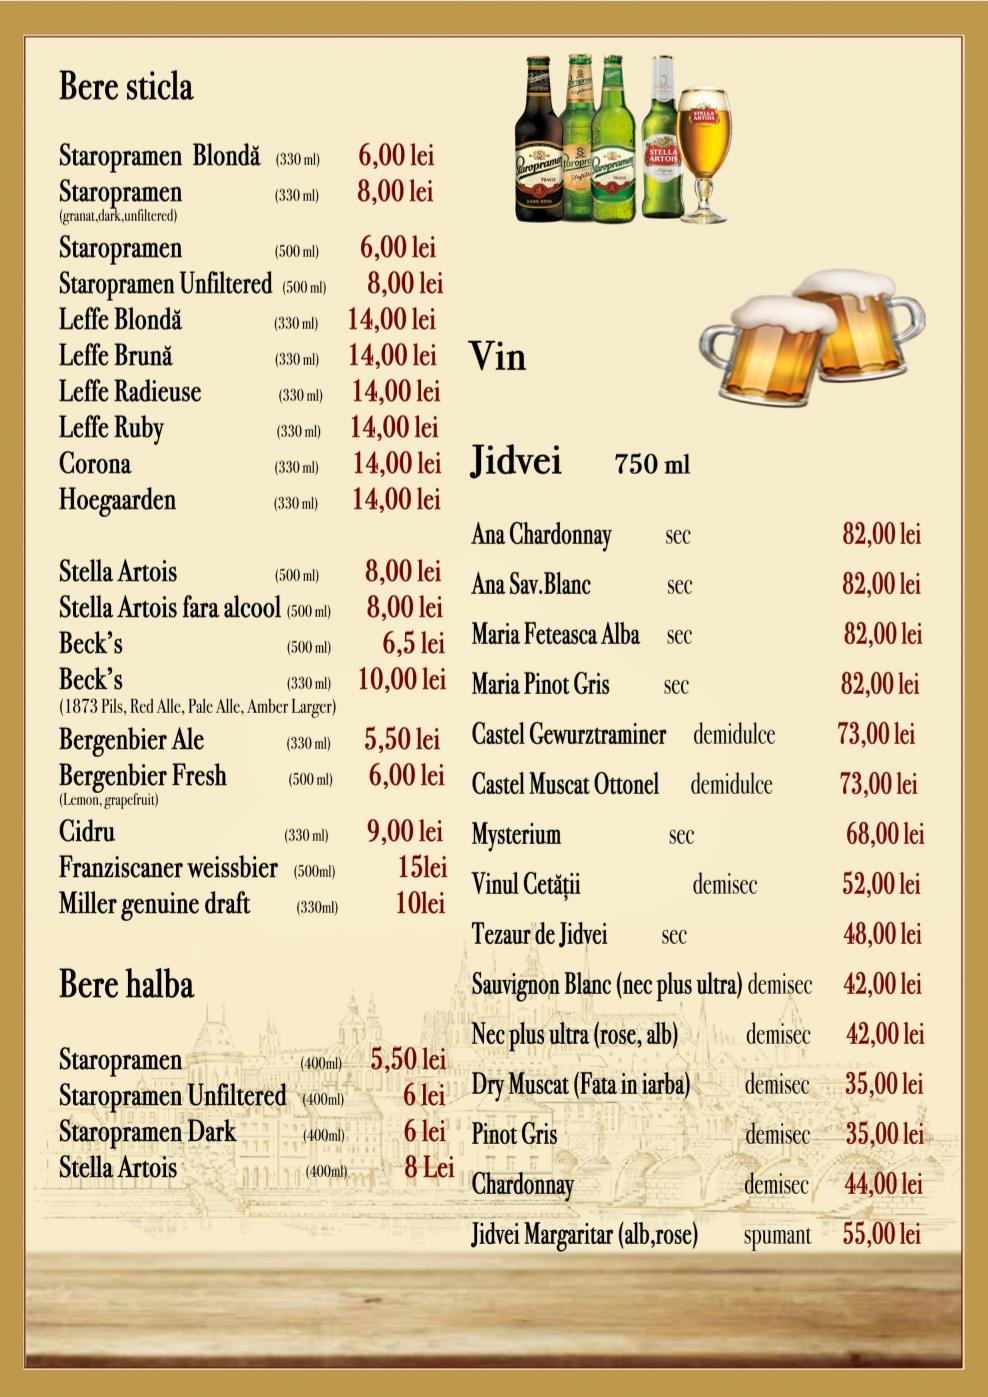 Bere sticla
Staropramen Blondă (330 ml) 6,00 lei
Staropramen (330 ml) 8,00 lei
(granat,dark,unfiltered)
Staropramen (500 ml) 6,00 lei
Staropramen Unfiltered (500 ml) 8,00 lei
Leffe Blondă (330 ml) 14,00 lei
Leffe Brună (330 ml) 14,00 lei
Leffe Radieuse (330 ml) 14,00 lei
Leffe Ruby (330 ml) 14,00 lei
Corona (330 ml) 14,00 lei
Hoegaarden (330 ml) 14,00 lei
Stella Artois (500 ml) 8,00 lei
Stella Artois fara alcool (500 ml) 8,00 lei
Beck's (500 ml) 6,5 lei
Beck's (330 ml) 10,00 lei
(1873 Pils, Red Alle, Pale Alle, Amber Larger)
Bergenbier Ale (330 ml) 5,50 lei
Bergenbier Fresh (500 ml) 6,00 lei
(Lemon, grapefruit)
Cidru (330 ml) 9,00 lei
Franziscaner weissbier (500ml) 15lei
Miller genuine draft (330ml) 10lei
Bere halba
Staropramen (400ml) 5,50 lei
Staropramen Unfiltered (400ml) 6 lei
Staropramen Dark (400ml) 6 lei
Stella Artois (400ml) 8 Lei
Staropramen
PRAGUE
DARK BEER
Staropramen
Staropramen
PRAGUE
STELLA
ARTOIS
STELLA
ARTOIS
Vin
Jidvei 750 ml
Ana Chardonnay sec 82,00 lei
Ana Sav.Blanc sec 82,00 lei
Maria Feteasca Alba sec 82,00 lei
Maria Pinot Gris sec 82,00 lei
Castel Gewurztraminer demidulce 73,00 lei
Castel Muscat Ottonel demidulce 73,00 lei
Mysterium sec 68,00 lei
Vinul Cetății demisec 52,00 lei
Tezaur de Jidvei sec 48,00 lei
Sauvignon Blanc (nec plus ultra) demisec 42,00 lei
Nec plus ultra (rose, alb) demisec 42,00 lei
Dry Muscat (Fata in iarba) demisec 35,00 lei
Pinot Gris demisec 35,00 lei
Chardonnay demisec 44,00 lei
Jidvei Margaritar (alb,rose) spumant 55,00 lei